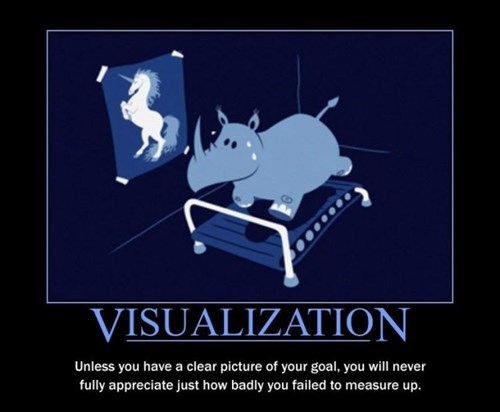 VISUALIZATION
Unless you have a clear picture of your goal, you will never
fully appreciate just how badly you failed to measure up.